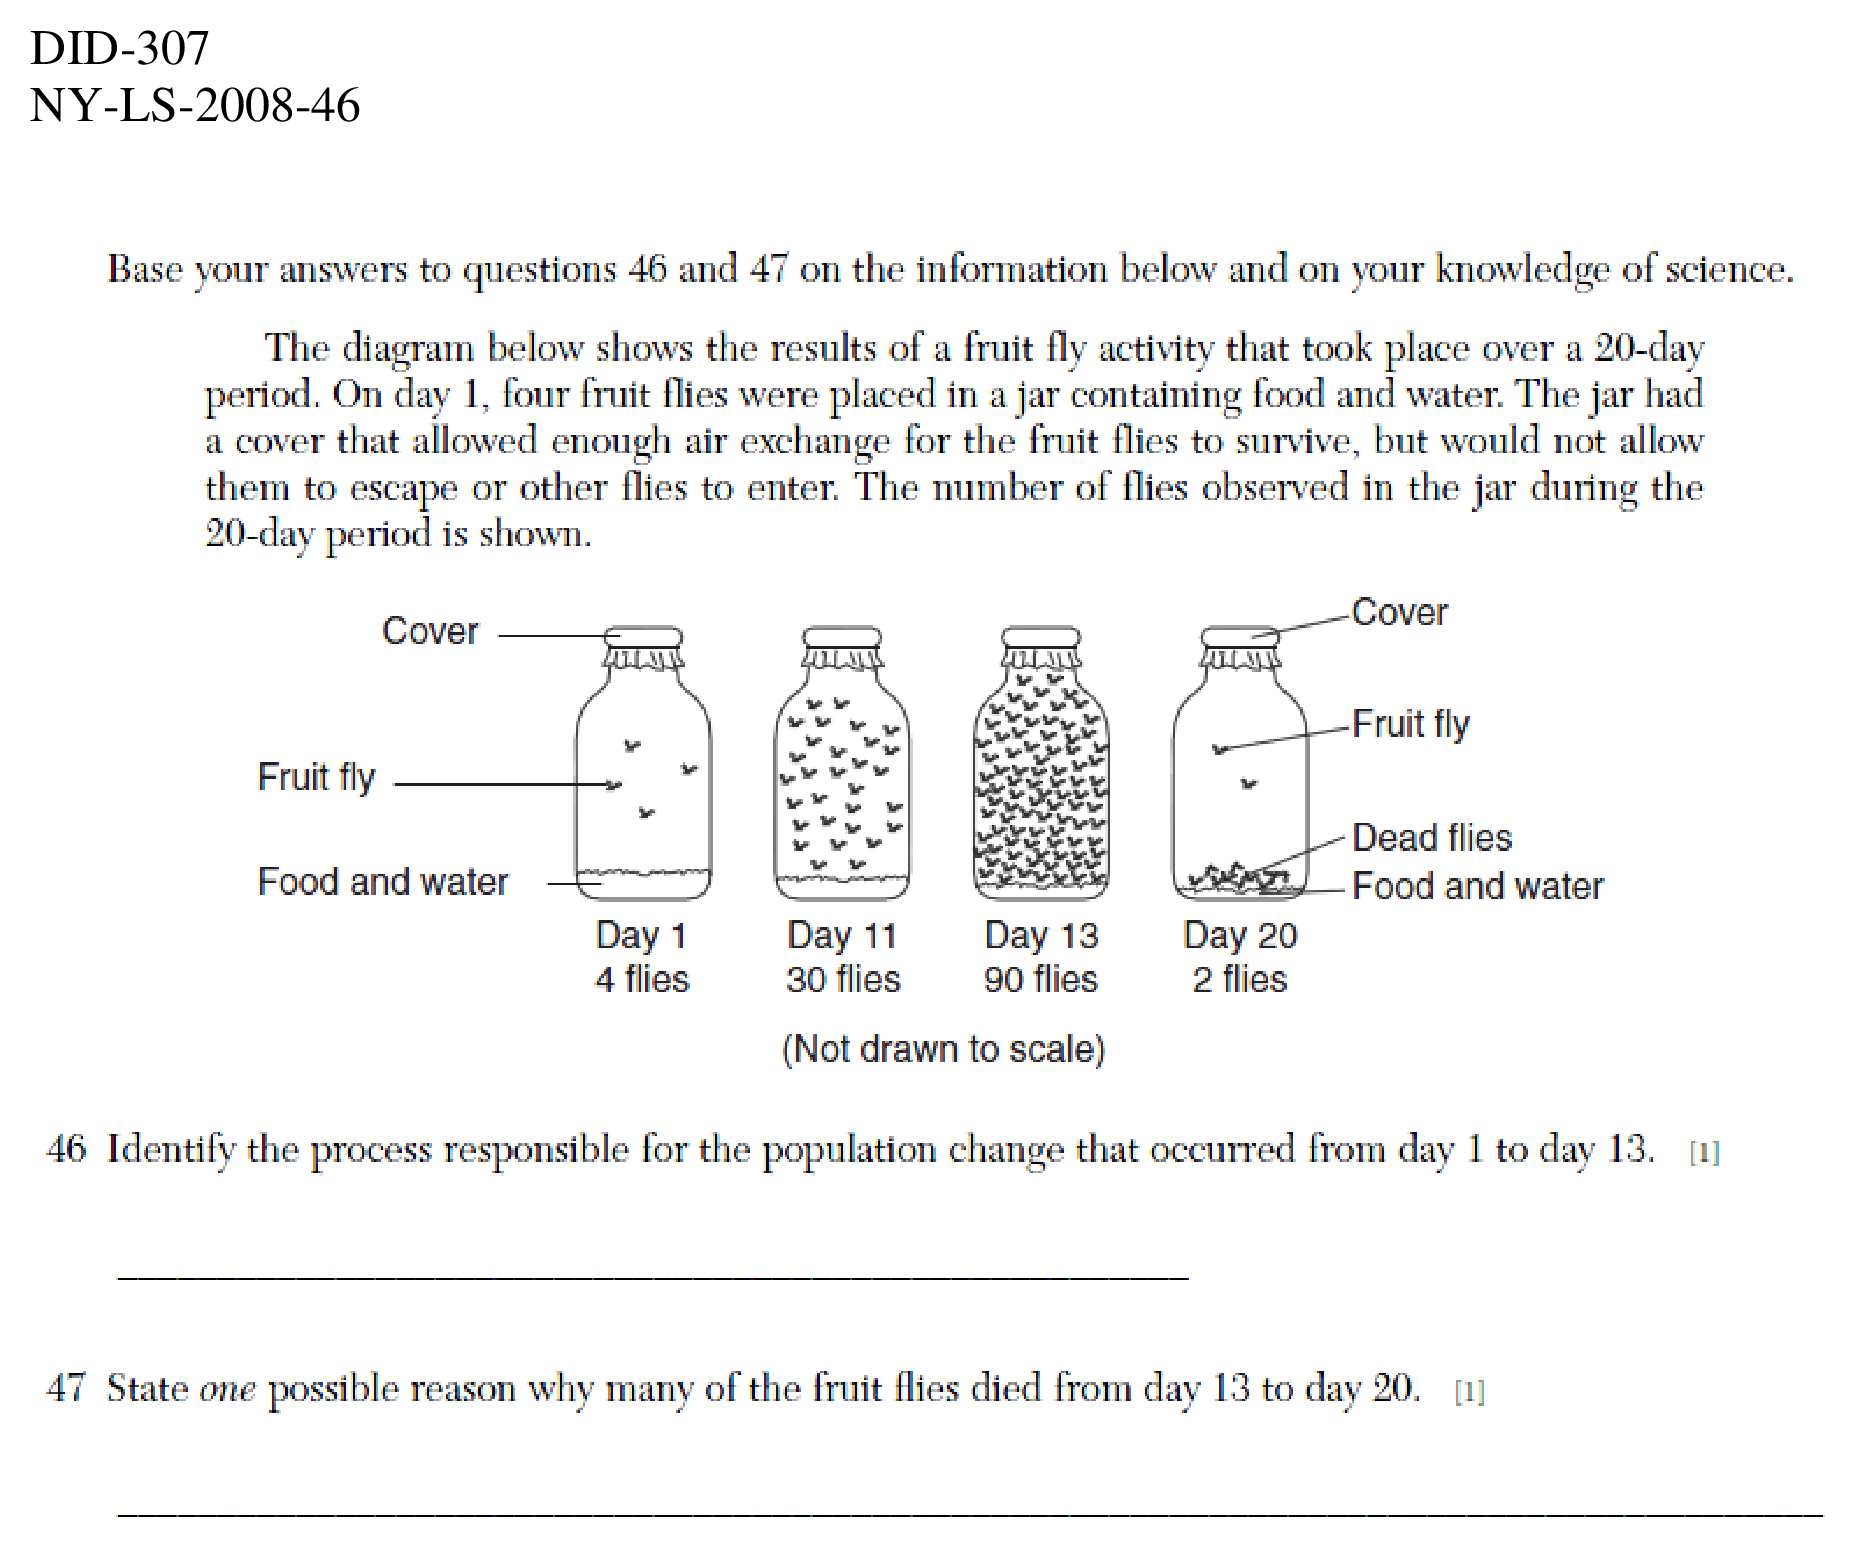 DID-307
NY-LS-2008-46
Base your answers to questions 46 and 47 on the information below and on your knowledge of science.
The diagram below shows the results of a fruit fly activity that took place over a 20-day
period. On day 1, four fruit flies were placed in a jar containing food and water. The jar had
a cover that allowed enough air exchange for the fruit flies to survive, but would not allow
them to escape or other flies to enter. The number of flies observed in the jar during the
20-day period is shown.
Cover
Cover
Fruit fly
Fruit fly
Dead flies
Food and water
Food and water
Day 1 Day 11 Day 13 Day 20
4 flies 30 flies 90 flies 2 flies
(Not drawn to scale)
46 Identify the process responsible for the population change that occurred from day 1 to day 13. [1]
47 State one possible reason why many of the fruit flies died from day 13 to day 20. [1]